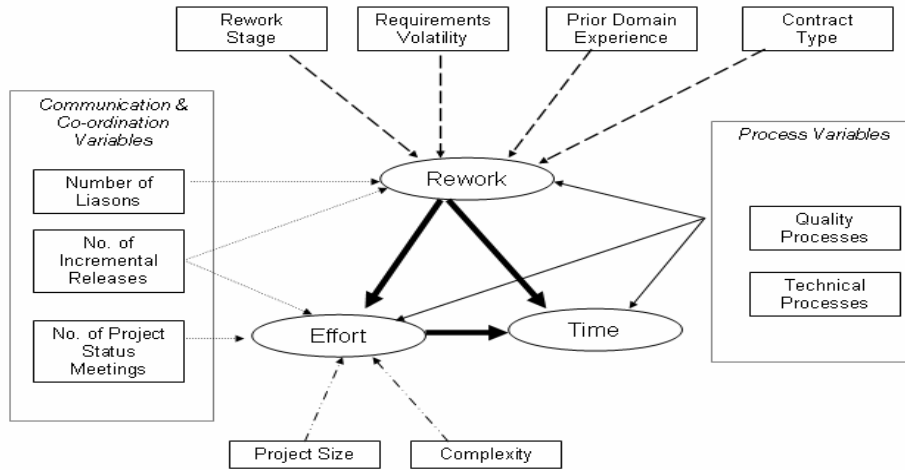 Rework
Stage
Requirements
Volatility
Prior Domain
Experience
Contract
Type
Communication &
Co-ordination
Variables
Number of
Liasons
No. of
Incremental
Releases
No. of Project
Status
Meetings
Rework
Effort
Time
Process Variables
Quality
Processes
Technical
Processes
Project Size
Complexity